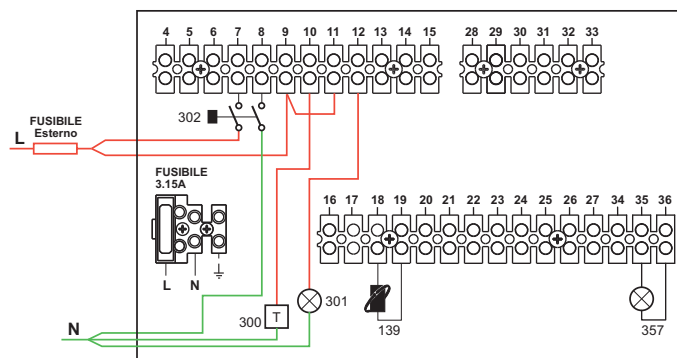 4 5 6 7 8 9 10 11 12 13 14 15 28 29 30 31 32 33
302
FUSIBILE
Esterno
L
FUSIBILE
3.15A
16 17 18 19 20 21 22 23 24 25 26 27 34 35 36
L N
N
300
T
301
139
357